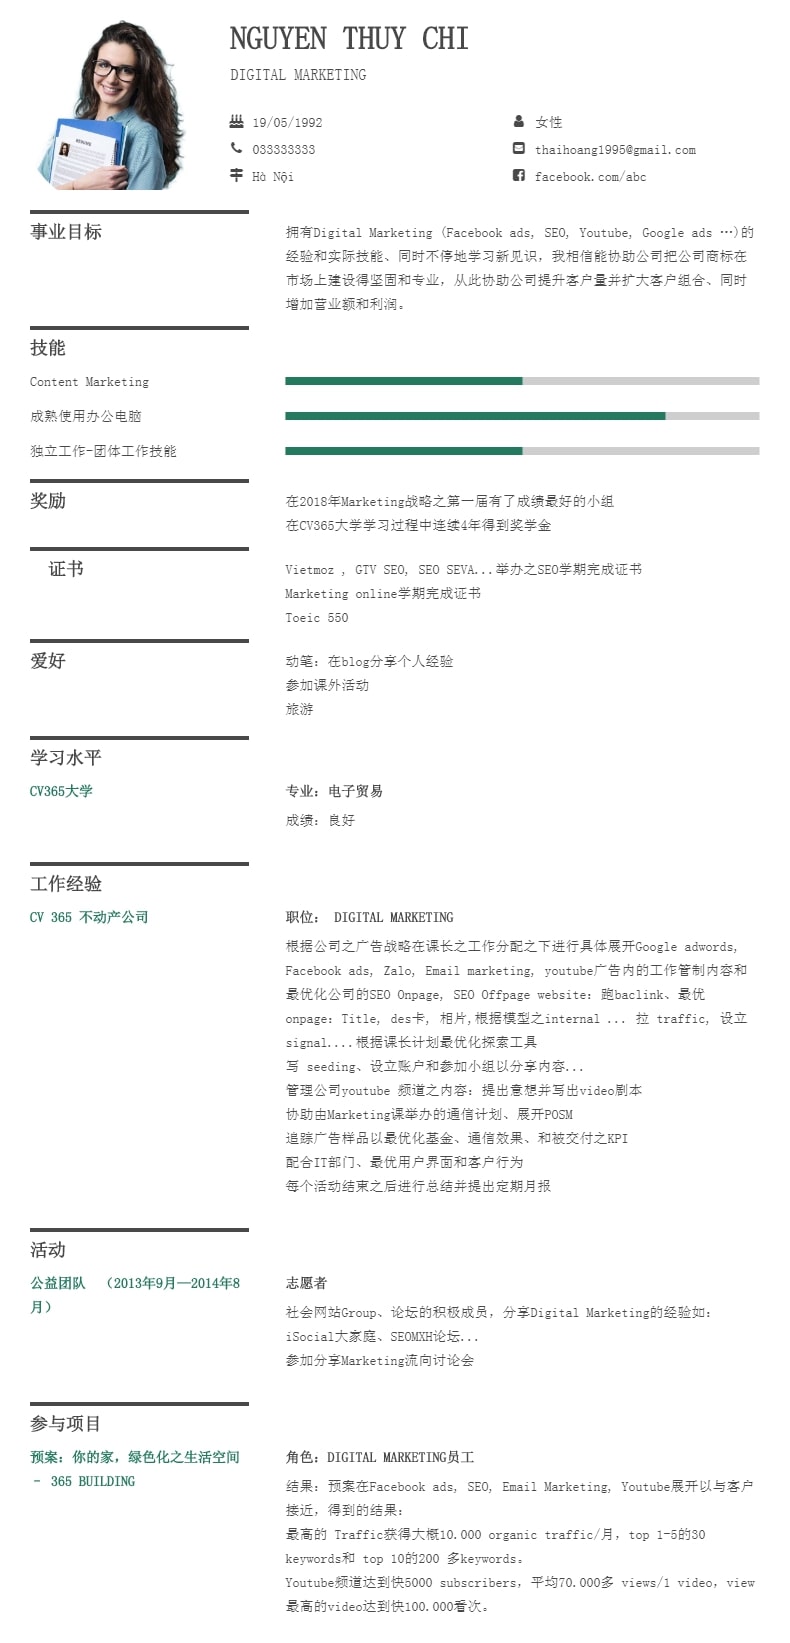 NGUYEN THUY CHI
DIGITAL MARKETING
19/05/1992
女性
033333333
thaihoang1995@gmail.com
Hà Nội
facebook.com/abc
事业目标
拥有Digital Marketing (Facebook ads, SEO, Youtube, Google ads …)的
经验和实际技能、同时不停地学习新见识，我相信能协助公司把公司商标在
市场上建设得坚面和专业，从此协助公司提升客户量并扩大客户组合、同时
增加营业额和利润。
技能
Content Marketing
成熟使用办公电脑
独立工作-团体工作技能
奖励
在2018年Marketing战略之第一届有了成绩最好的小组
在CV365大学学习过程中连续4年得到奖学金
证书
Vietmoz , GTV SEO, SEO SEVA...举办之SEO学期完成证书
Marketing online学期完成证书
Toeic 550
爱好
动笔：在blog分享个人经验
参加课外活动
旅游
学习水平
CV365大学
专业：电子贸易
成绩：良好
工作经验
CV 365 不动产公司
职位： DIGITAL MARKETING
根据公司之广告战略在课长之工作分配之下进行具体展开Google adwords,
Facebook ads, Zalo, Email marketing, youtube广告内的工作管制内容和
最优化公司的SEO Onpage, SEO Offpage website：跑baclink、最优
onpage：Title, des卡, 相片,根据模型之internal ... 拉 traffic, 设立
signal....根据课长计划最优化探索工具
写 seeding、设立账户和参加小组以分享内容...
管理公司youtube 频道之内容：提出意想并写出video剧本
协助由Marketing课举办的通信计划、展开POSM
追踪广告样品以最优化基金、通信效果、和被交付之KPI
配合IT部门、最优用户界面和客户行为
每个活动结束之后进行总结并提出定期月报
活动
公益团队 （2013年9月—2014年8
月）
志愿者
社会网站Group、论坛的积极成员，分享Digital Marketing的经验如：
iSocial大家庭、SEOMXH论坛...
参加分享Marketing流向讨论会
参与项目
预案：你的家，绿色化之生活空间
– 365 BUILDING
角色：DIGITAL MARKETING员工
结果：预案在Facebook ads, SEO, Email Marketing, Youtube展开以与客户
接近，得到的结果：
最高的 Traffic获得大概10.000 organic traffic/月，top 1-5的30
keywords和 top 10的200 多keywords。
Youtube频道达到快5000 subscribers，平均70.000多 views/1 video，view
最高的video达到快100.000看次。